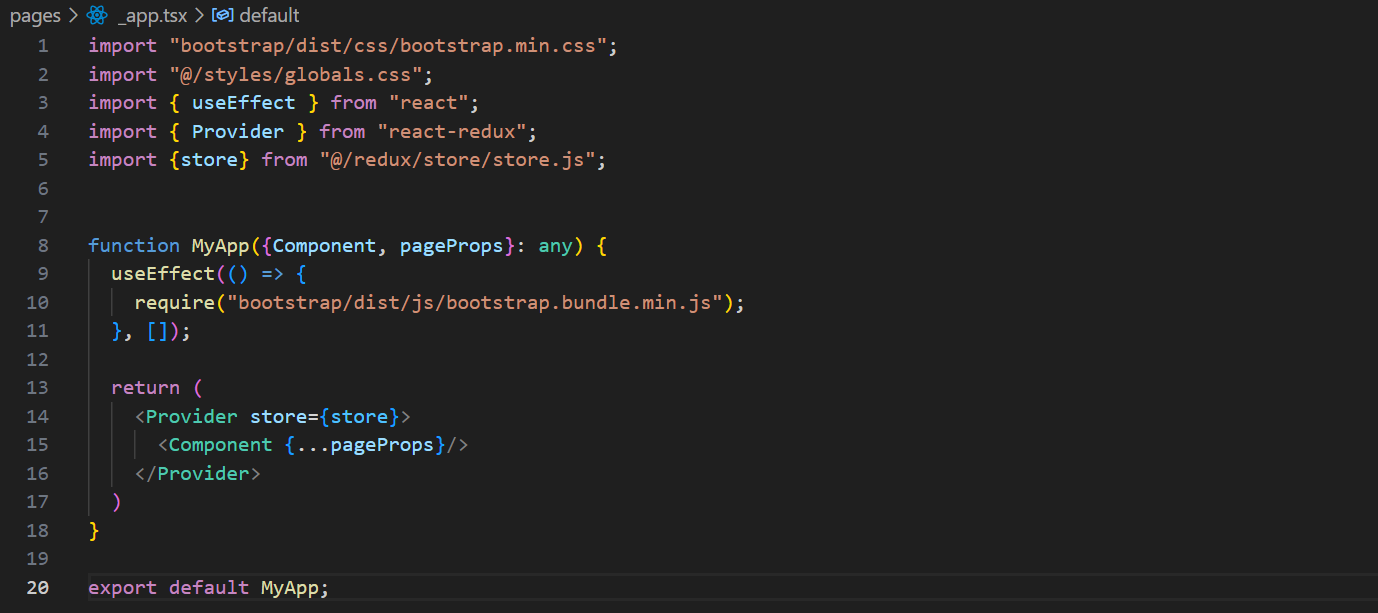 pages > _app.tsx > default
1 import "bootstrap/dist/css/bootstrap.min.css";
2 import "@/styles/globals.css";
3 import { useEffect } from "react";
4 import { Provider } from "react-redux";
5 import {store} from "@/redux/store/store.js";
6
7
8 function MyApp({Component, pageProps}: any) {
9   useEffect(() => {
10     require("bootstrap/dist/js/bootstrap.bundle.min.js");
11   }, []);
12
13   return (
14     <Provider store={store}>
15       <Component {...pageProps}/>
16     </Provider>
17   )
18 }
19
20 export default MyApp;